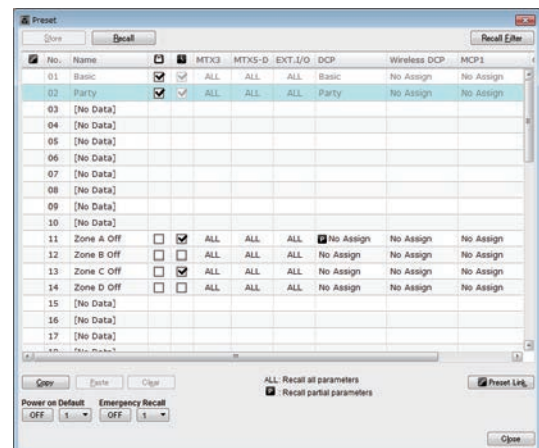 Preset
Store Recall Recall Filter
No. Name MTX3 MTX5-D EXT.I/O DCP Wireless DCP MCP1
01 Basic ALL ALL ALL Basic No Assign No Assign
02 Party ALL ALL ALL Party No Assign No Assign
03 [No Data]
04 [No Data]
05 [No Data]
06 [No Data]
07 [No Data]
08 [No Data]
09 [No Data]
10 [No Data]
11 Zone A Off ALL ALL ALL P No Assign No Assign No Assign
12 Zone B Off ALL ALL ALL No Assign No Assign No Assign
13 Zone C Off ALL ALL ALL No Assign No Assign No Assign
14 Zone D Off ALL ALL ALL No Assign No Assign No Assign
15 [No Data]
16 [No Data]
17 [No Data]
Copy Paste Clear ALL: Recall all parameters Preset Link
P : Recall partial parameters
Power on Default Emergency Recall
OFF 1 OFF 1
Close